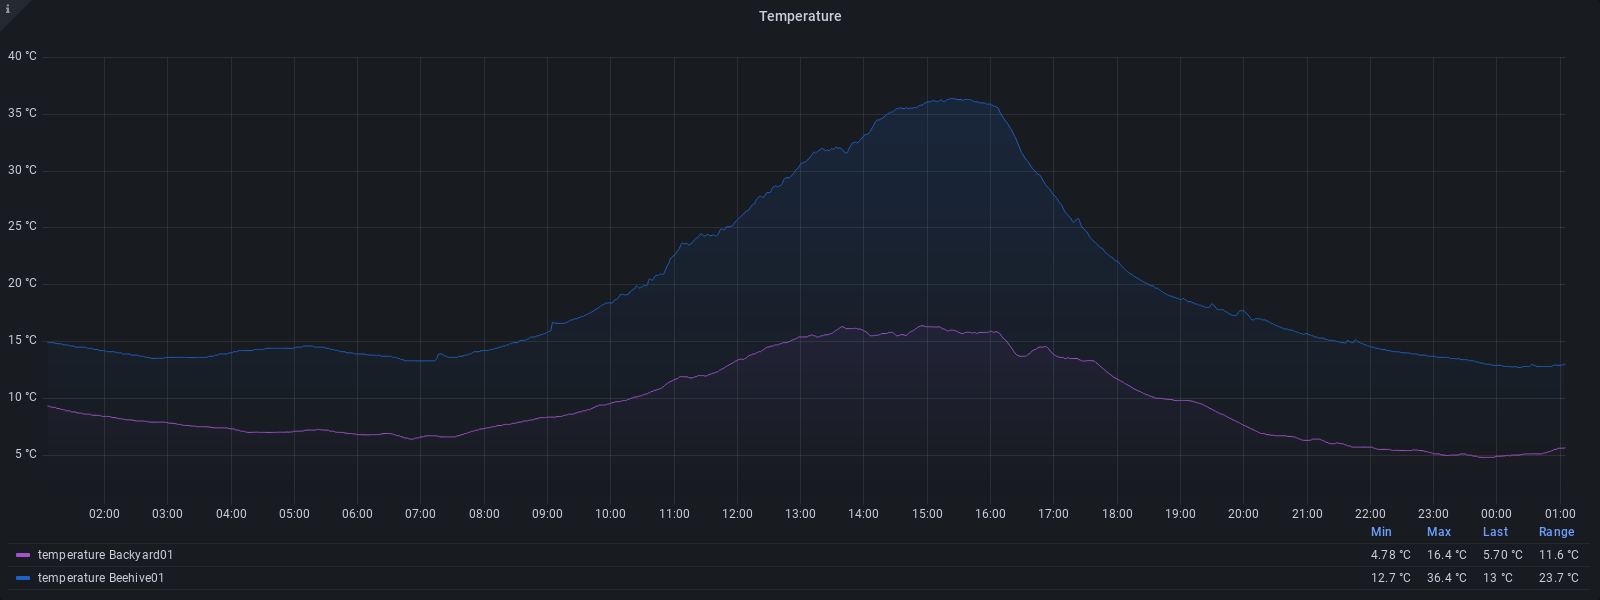 i
Temperature
40 °C
35 °C
30 °C
25 °C
20 °C
15 °C
10 °C
5 °C
02:00 03:00 04:00 05:00 06:00 07:00 08:00 09:00 10:00 11:00 12:00 13:00 14:00 15:00 16:00 17:00 18:00 19:00 20:00 21:00 22:00 23:00 00:00 01:00
Min Max Last Range
temperature Backyard01 4.78 °C 16.4 °C 5.70 °C 11.6 °C
temperature Beehive01 12.7 °C 36.4 °C 13 °C 23.7 °C